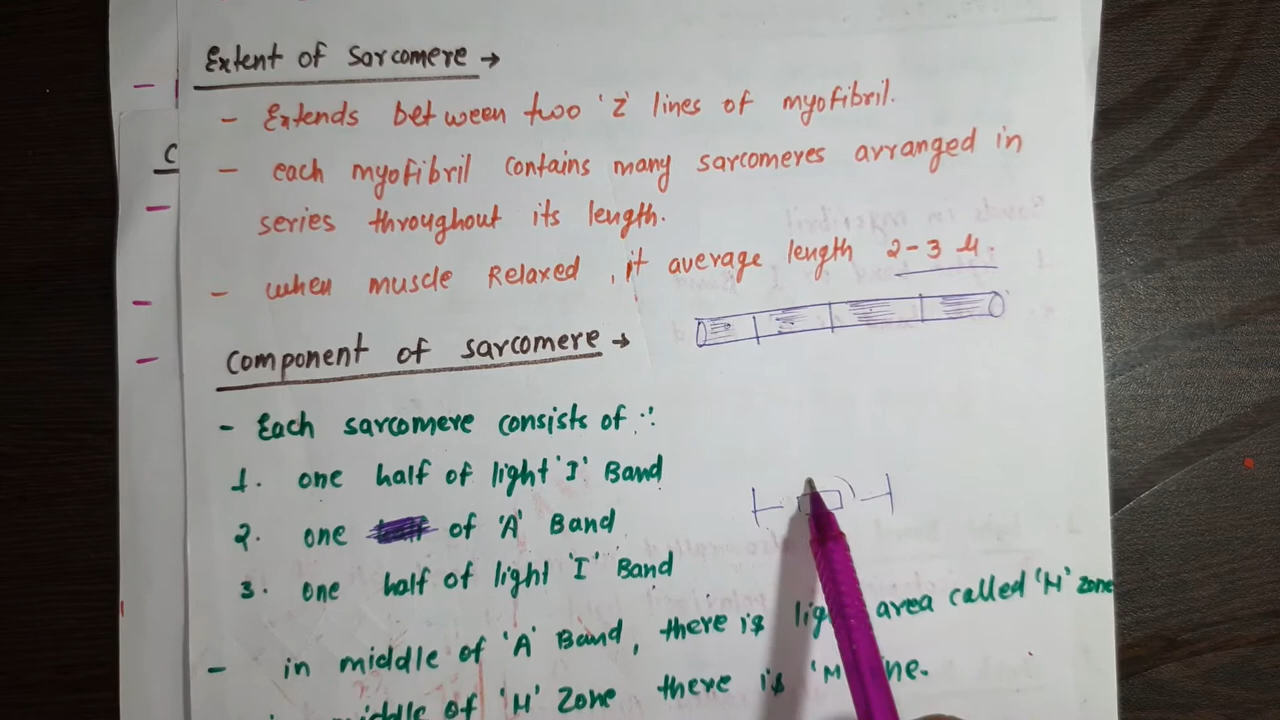 Extent of Sarcomere →
- Extends between two 'Z' lines of myofibril.
- each myofibril contains many sarcomeres arranged in
series throughout its length.
- when muscle Relaxed, it average length 2-3 μ.
Component of sarcomere →
- Each sarcomere consists of :
1. one half of light 'I' Band
2. one of 'A' Band
3. one half of light 'I' Band
- in middle of 'A' Band, there is area called 'H' zone
middle of 'H' Zone there is 'M'
C